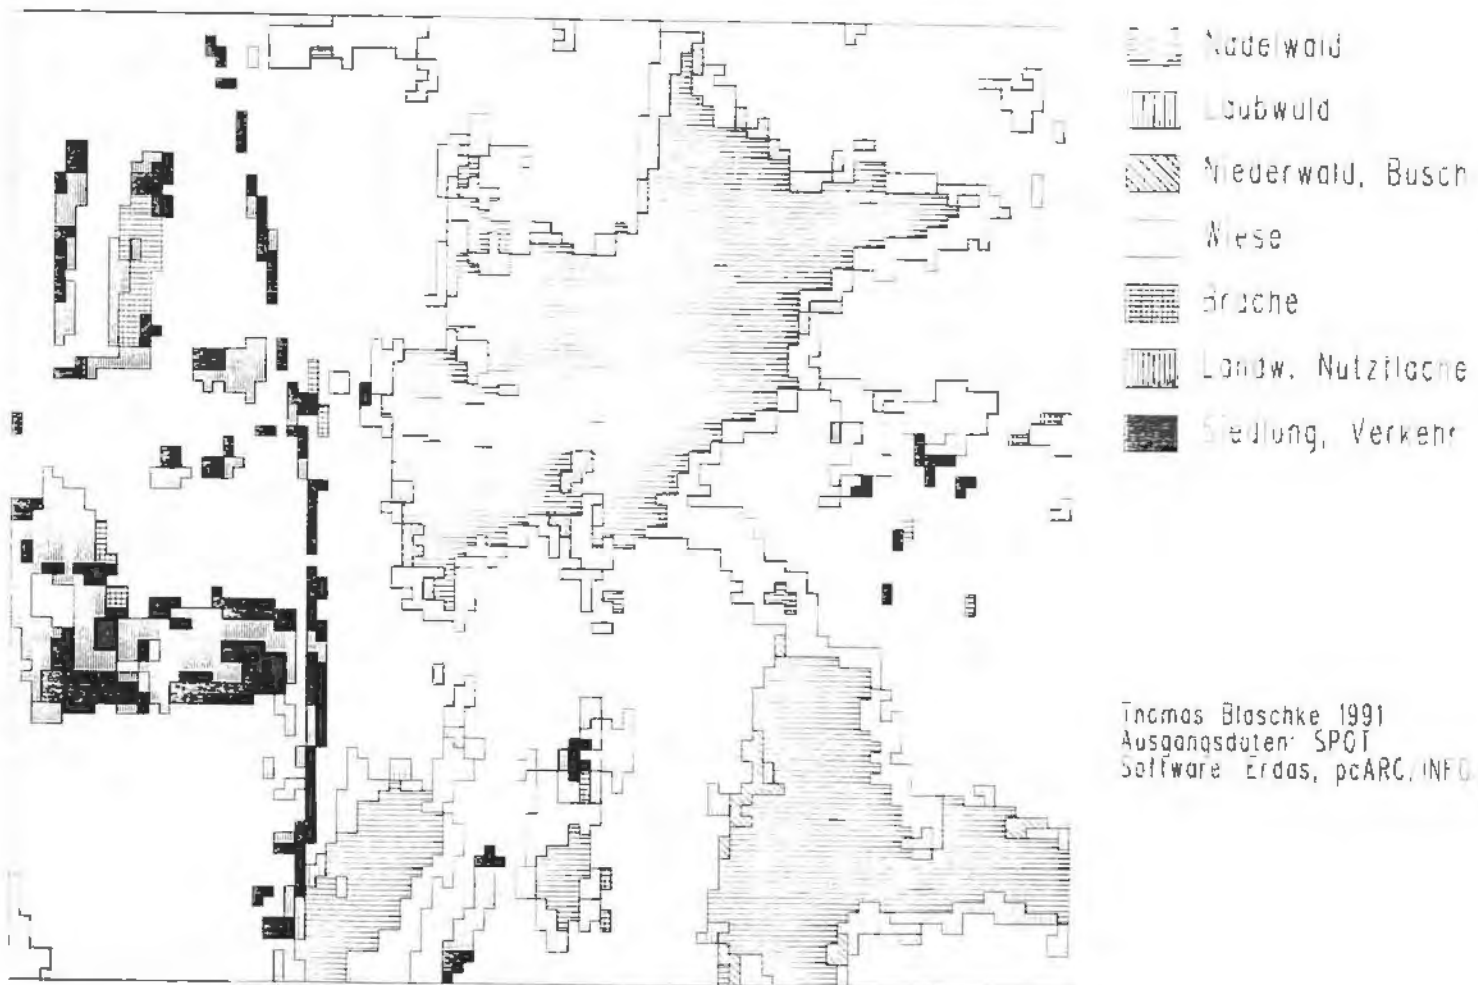 Nadelwald
Laubwald
Niederwald, Busch
Wiese
Brache
Landw. Nutzfläche
Siedlung, Verkehr
Thomas Blaschke 1991
Ausgangsdaten: SPOT
Software: Erdas, pcARC/INFO